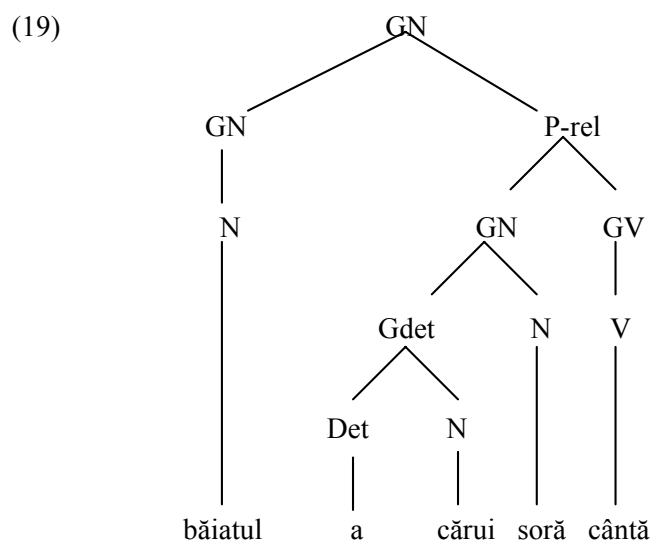 (19) GN
GN P-rel
N GN GV
Gdet N V
Det N
băiatul a cărui soră cântă